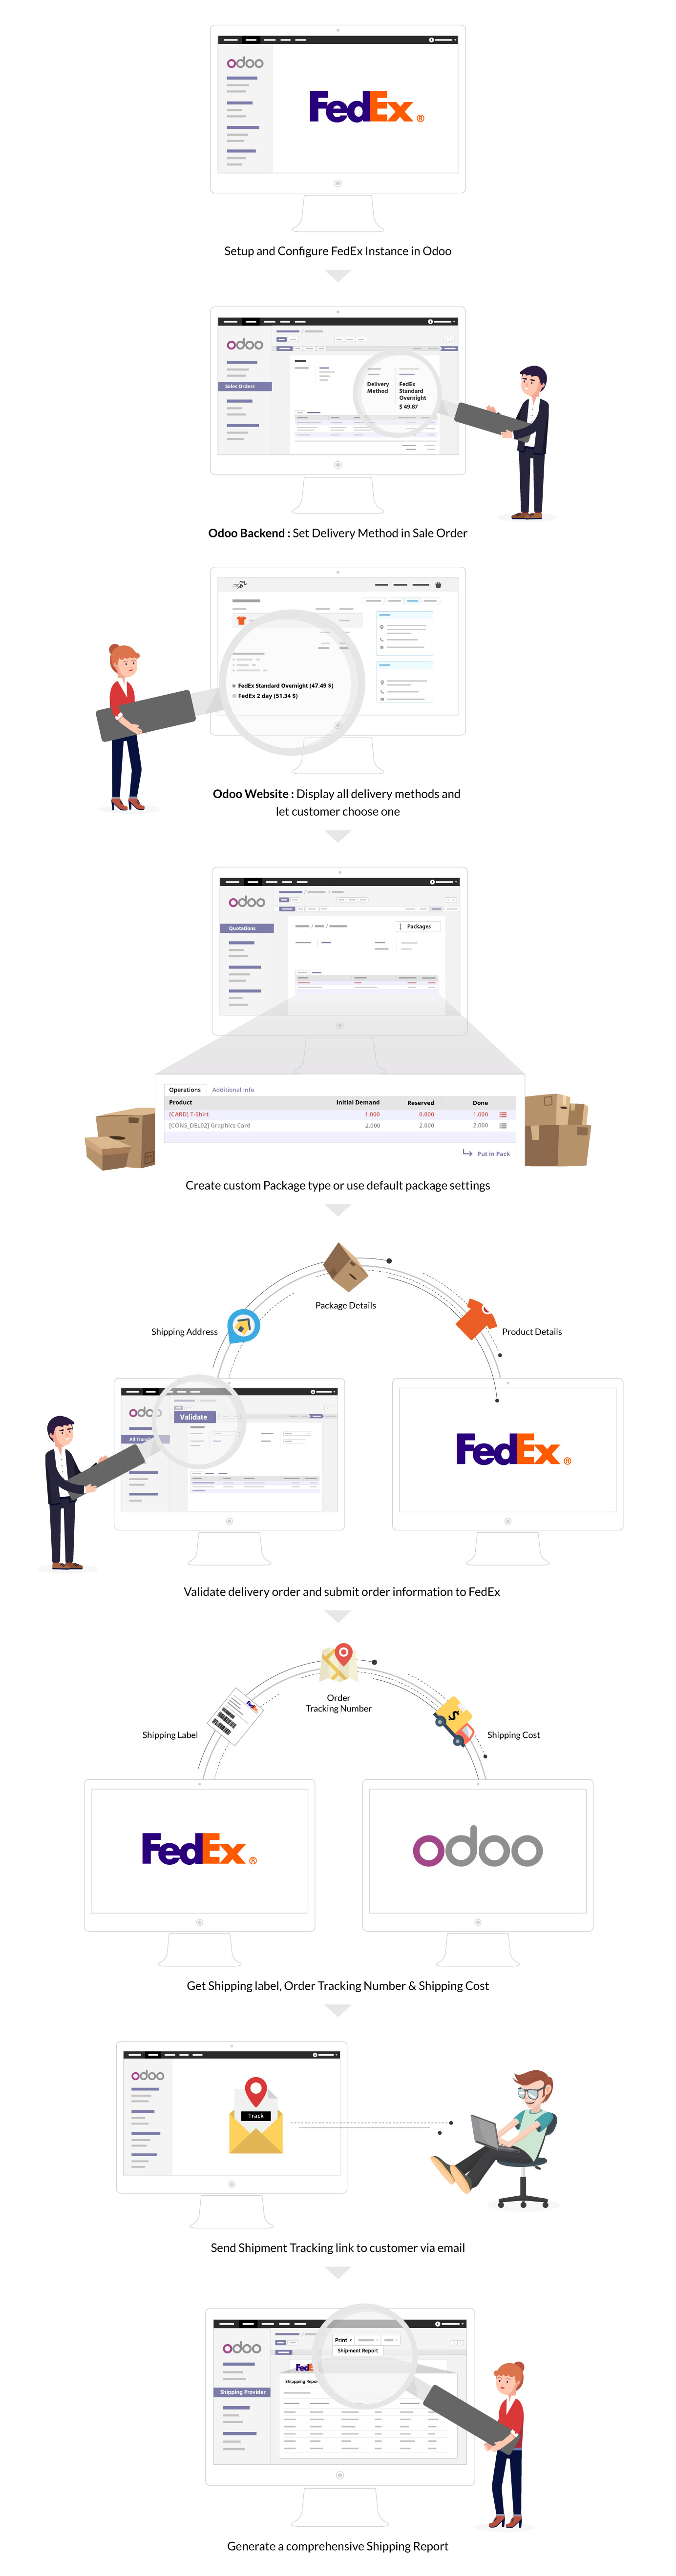 odoo
FedEx®
Setup and Configure FedEx Instance in Odoo
odoo
Sales Orders
Delivery
Method
FedEx
Standard
Overnight
$ 49.87
Odoo Backend : Set Delivery Method in Sale Order
FedEx Standard Overnight (47.49 $)
FedEx 2 day (51.34 $)
Odoo Website : Display all delivery methods and
let customer choose one
odoo
Quotations
Packages
Operations Additional Info
Product Initial Demand Reserved Done
[CARD] T-Shirt 1.000 0.000 1.000
[CONS_DEL02] Graphics Card 2.000 2.000 2.000
Put in Pack
Create custom Package type or use default package settings
Package Details
Shipping Address
Product Details
odoo
Validate
All Transf
FedEx®
Validate delivery order and submit order information to FedEx
Order
Tracking Number
Shipping Label
Shipping Cost
FedEx®
odoo
Get Shipping label, Order Tracking Number & Shipping Cost
odoo
Track
Send Shipment Tracking link to customer via email
odoo
Print
Shipment Report
FedE
Shippping Repor
Shipping Provider
Generate a comprehensive Shipping Report